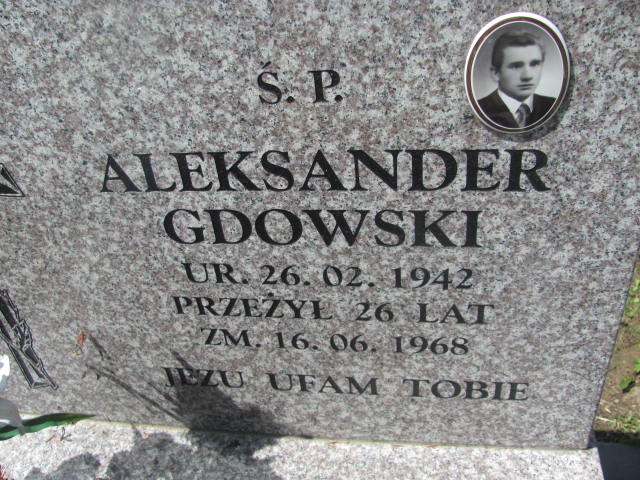 Ś. P.
ALEKSANDER
GDOWSKI
UR. 26. 02. 1942
PRZEŻYŁ 26 LAT
ZM. 16. 06. 1968
JEZU UFAM TOBIE